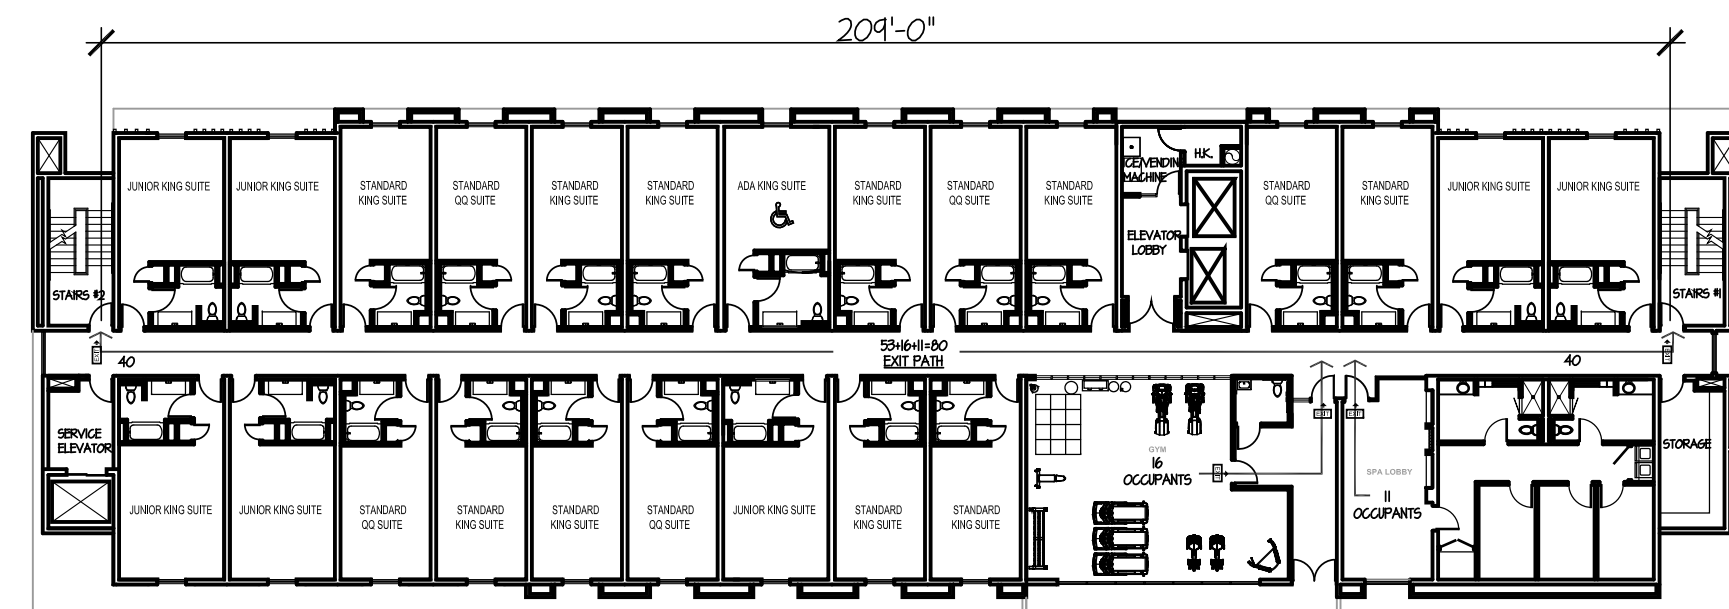 209'-0"
JUNIOR KING SUITE
JUNIOR KING SUITE
STANDARD
KING SUITE
STANDARD
QQ SUITE
STANDARD
KING SUITE
STANDARD
KING SUITE
ADA KING SUITE
STANDARD
KING SUITE
STANDARD
QQ SUITE
STANDARD
KING SUITE
ICE/VENDING
MACHINE
H.K.
ELEVATOR
LOBBY
STANDARD
QQ SUITE
STANDARD
KING SUITE
JUNIOR KING SUITE
JUNIOR KING SUITE
STAIRS #2
STAIRS #1
EXIT
40
53+16+11=80
EXIT PATH
40
EXIT
SERVICE
ELEVATOR
EXIT
EXIT
GYM
16
OCCUPANTS
EXIT
SPA LOBBY
11
OCCUPANTS
STORAGE
JUNIOR KING SUITE
JUNIOR KING SUITE
STANDARD
QQ SUITE
STANDARD
KING SUITE
STANDARD
KING SUITE
STANDARD
QQ SUITE
JUNIOR KING SUITE
STANDARD
KING SUITE
STANDARD
KING SUITE